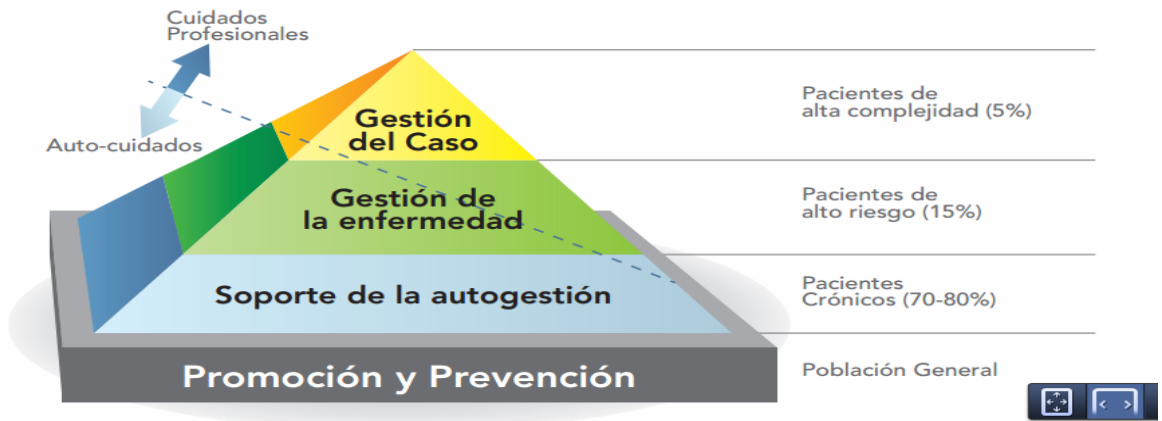 Cuidados
Profesionales
Auto-cuidados
Gestión
del Caso
Pacientes de
alta complejidad (5%)
Gestión de
la enfermedad
Pacientes de
alto riesgo (15%)
Soporte de la autogestión
Pacientes
Crónicos (70-80%)
Promoción y Prevención
Población General